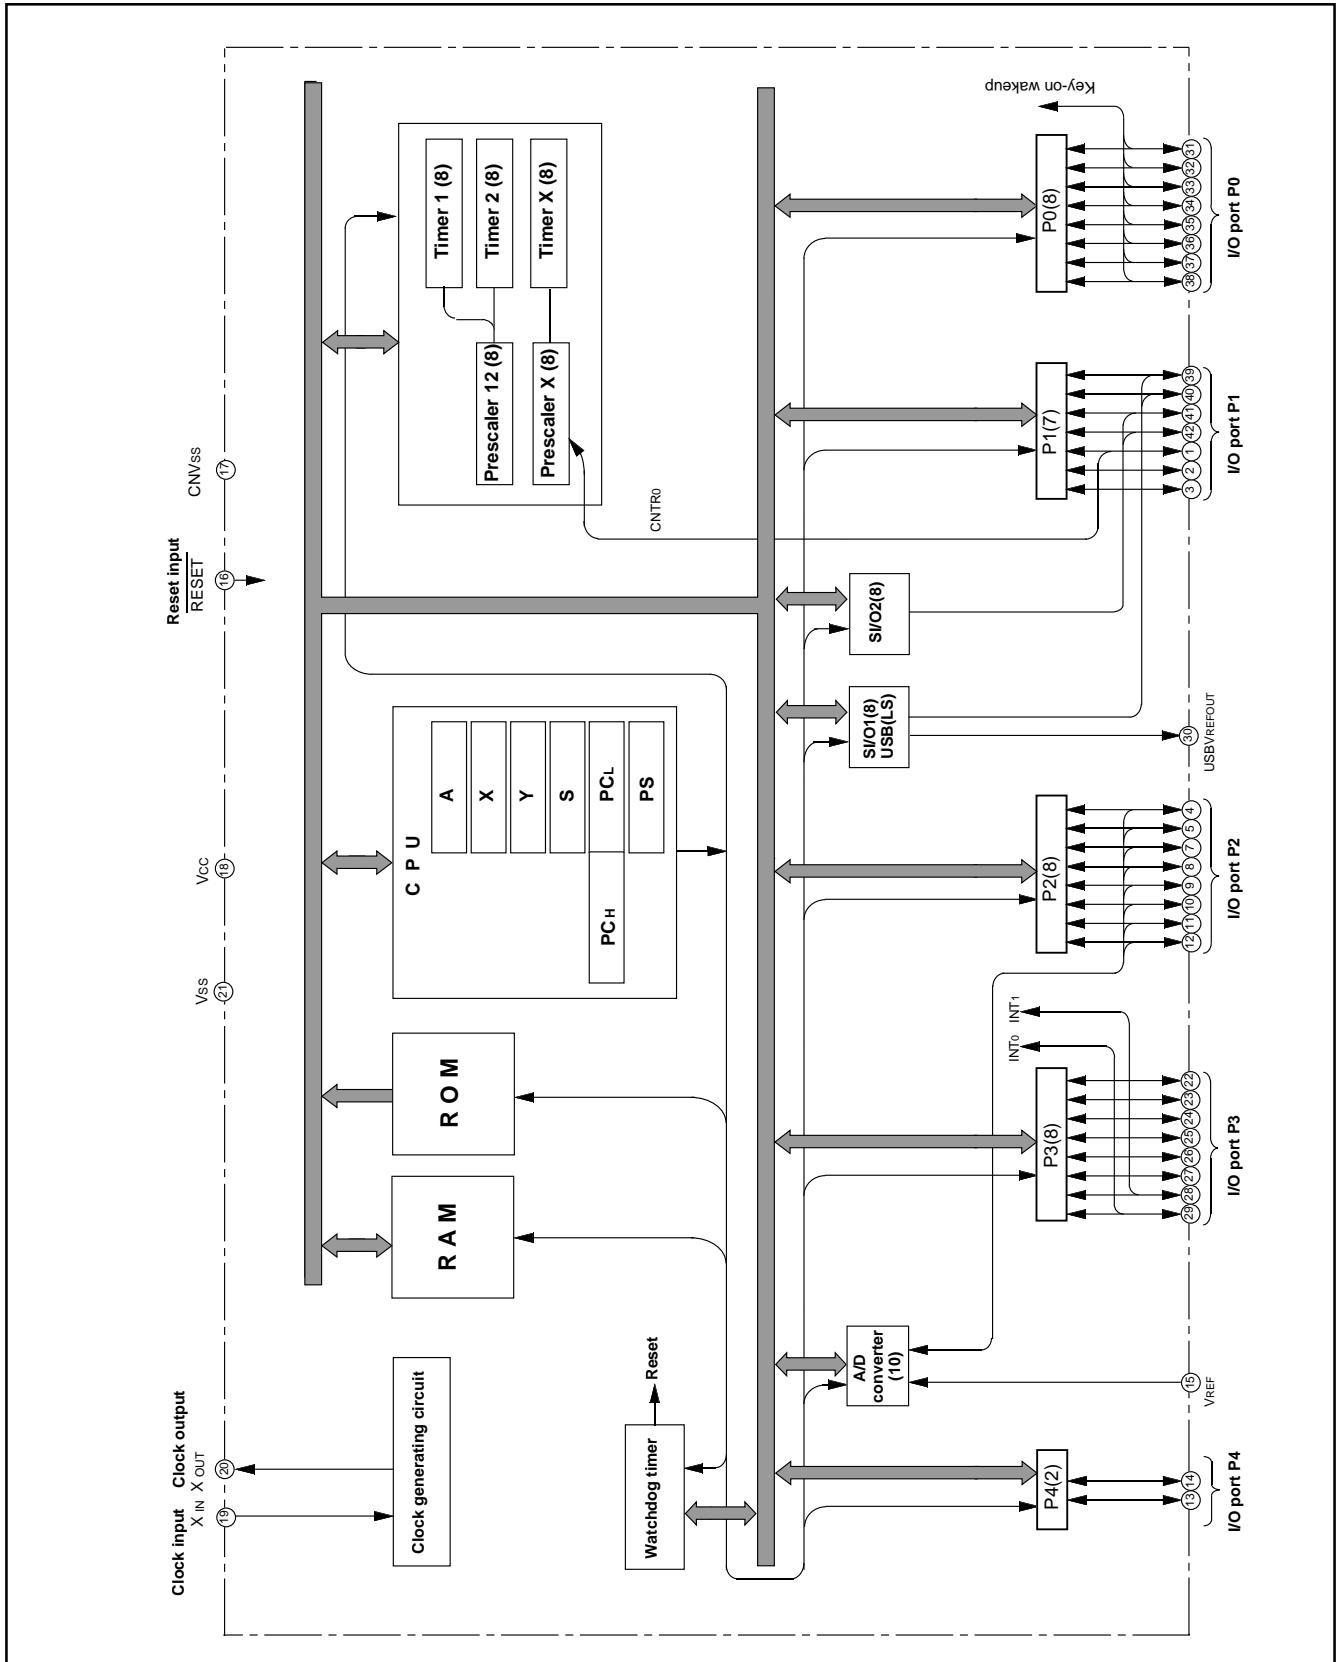 Clock input
X IN
19
Clock output
X OUT
20
VSS
21
VCC
18
Reset input
RESET
16
CNVSS
17
Clock generating circuit
RAM
ROM
CPU
A
X
Y
S
PCH
PCL
PS
Timer 1 (8)
Timer 2 (8)
Timer X (8)
Prescaler 12 (8)
Prescaler X (8)
CNTR0
Watchdog timer
Reset
A/D
converter
(10)
SI/O1(8)
USB(LS)
SI/O2(8)
INT0
INT1
Key-on wakeup
P4(2)
P3(8)
P2(8)
P1(7)
P0(8)
13 14
15
29 28 27 26 25 24 23 22
12 11 10 9 8 7 5 4
30
3 2 1 42 41 40 39
38 37 36 35 34 33 32 31
I/O port P4
VREF
I/O port P3
I/O port P2
USBVREFOUT
I/O port P1
I/O port P0